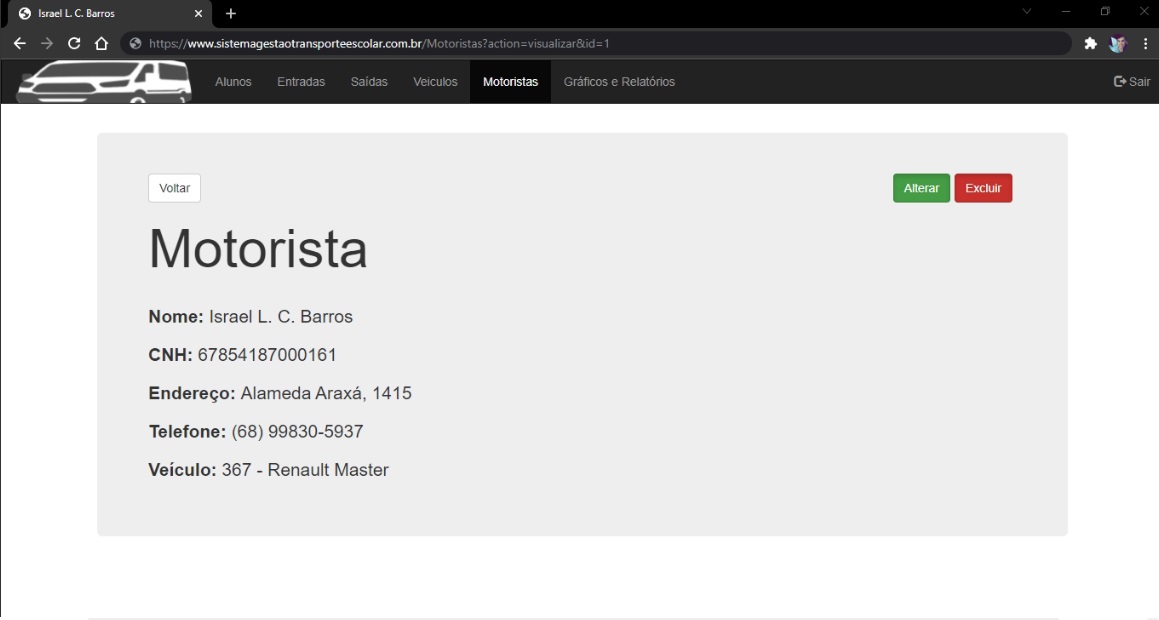 Israel L. C. Barros
https://www.sistemagestaotransporteescolar.com.br/Motoristas?action=visualizar&id=1
Alunos Entradas Saídas Veiculos Motoristas Gráficos e Relatórios Sair
Voltar Alterar Excluir
Motorista
Nome: Israel L. C. Barros
CNH: 67854187000161
Endereço: Alameda Araxá, 1415
Telefone: (68) 99830-5937
Veículo: 367 - Renault Master